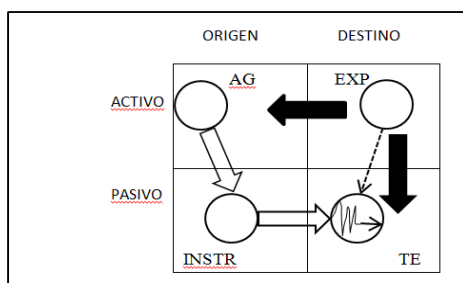 ORIGEN DESTINO
AG EXP
ACTIVO
PASIVO
INSTR TE